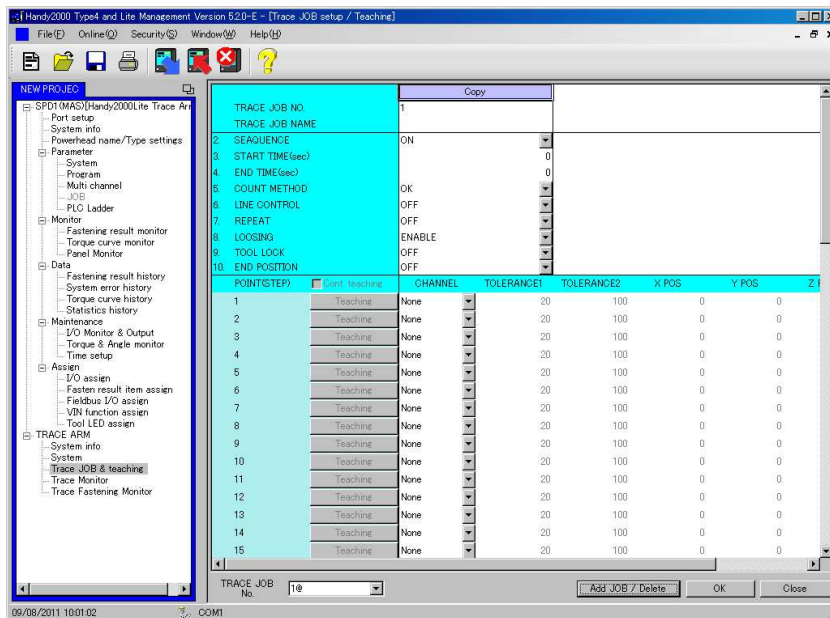 Handy2000 Type4 and Lite Management Version 5.2.0-E - [Trace JOB setup / Teaching]
File(F) Online(O) Security(S) Window(W) Help(H)
NEW PROJEC
SPD1(MAS)[Handy2000Lite Trace Arr
Port setup
System info
Powerhead name/Type settings
Parameter
System
Program
Multi channel
JOB
PLC Ladder
Monitor
Fastening result monitor
Torque curve monitor
Panel Monitor
Data
Fastening result history
System error history
Torque curve history
Statistics history
Maintenance
I/O Monitor & Output
Torque & Angle monitor
Time setup
Assign
I/O assign
Fasten result item assign
Fieldbus I/O assign
VIN function assign
Tool LED assign
TRACE ARM
System info
System
Trace JOB & teaching
Trace Monitor
Trace Fastening Monitor
Copy
TRACE JOB NO. 1
TRACE JOB NAME
2. SEAQUENCE ON
3. START TIME(sec) 0
4. END TIME(sec) 0
5. COUNT METHOD OK
6. LINE CONTROL OFF
7. REPEAT OFF
8. LOOSING ENABLE
9. TOOL LOCK OFF
10. END POSITION OFF
POINT(STEP) Cont. teaching CHANNEL TOLERANCE1 TOLERANCE2 X POS Y POS Z
1 Teaching None 20 100 0 0
2 Teaching None 20 100 0 0
3 Teaching None 20 100 0 0
4 Teaching None 20 100 0 0
5 Teaching None 20 100 0 0
6 Teaching None 20 100 0 0
7 Teaching None 20 100 0 0
8 Teaching None 20 100 0 0
9 Teaching None 20 100 0 0
10 Teaching None 20 100 0 0
11 Teaching None 20 100 0 0
12 Teaching None 20 100 0 0
13 Teaching None 20 100 0 0
14 Teaching None 20 100 0 0
15 Teaching None 20 100 0 0
TRACE JOB No. 1@ Add JOB / Delete OK Close
09/08/2011 10:01:02 COM1